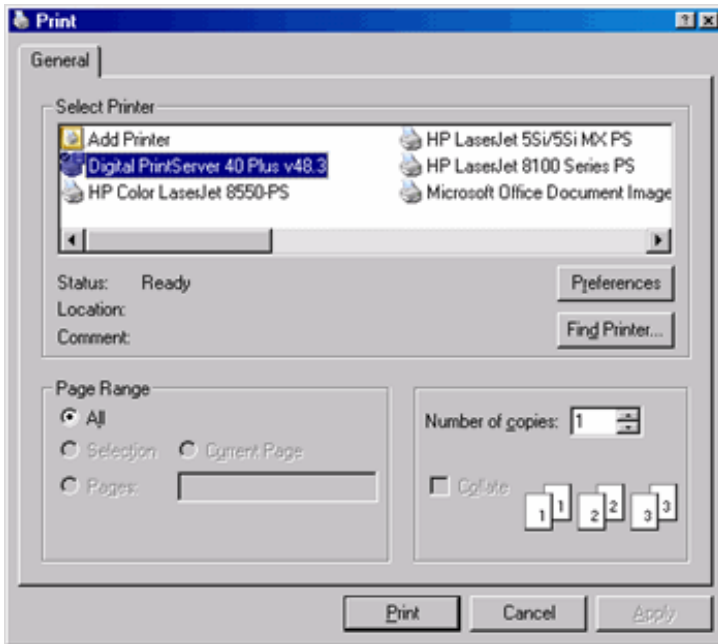 Print
General
Select Printer
Add Printer
Digital PrintServer 40 Plus v48.3
HP Color LaserJet 8550-PS
HP LaserJet 5Si/5Si MX PS
HP LaserJet 8100 Series PS
Microsoft Office Document Image
Status: Ready
Location:
Comment:
Preferences
Find Printer...
Page Range
All
Selection Current Page
Pages:
Number of copies: 1
Collate
1 1 2 2 3 3
Print Cancel Apply